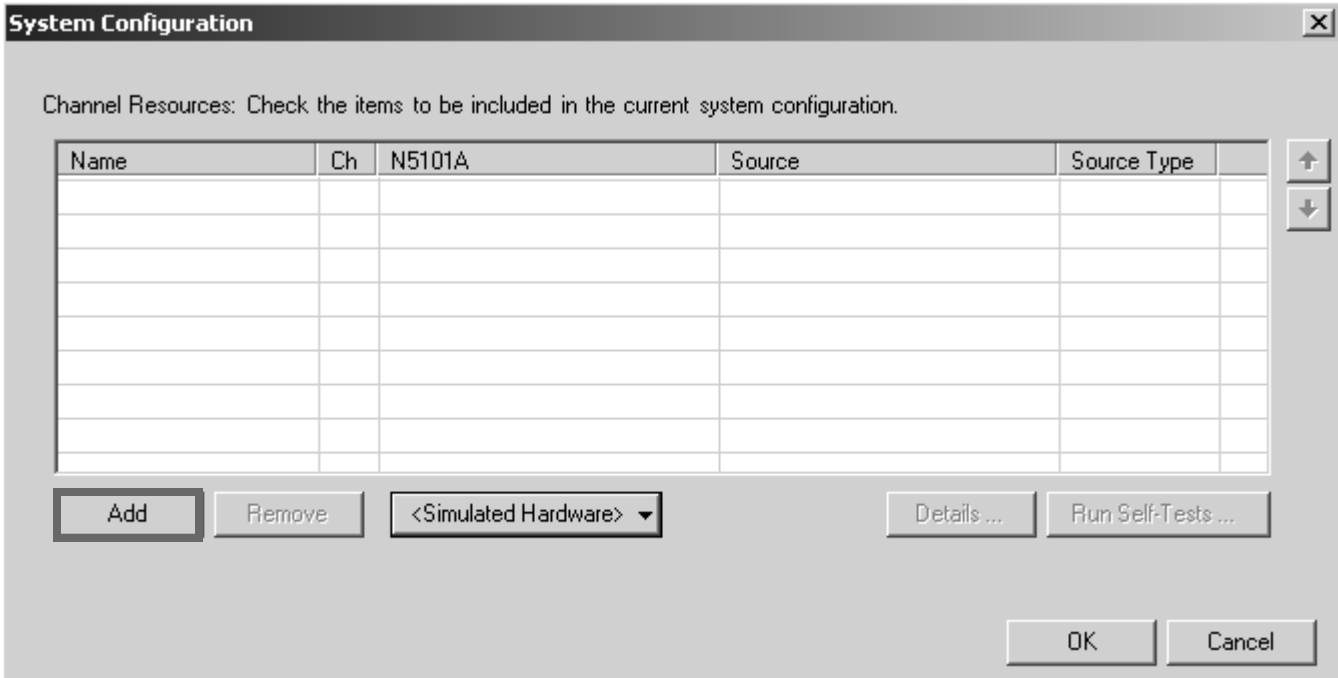 System Configuration
Channel Resources: Check the items to be included in the current system configuration.
Name Ch N5101A Source Source Type
Add Remove <Simulated Hardware> Details ... Run Self-Tests ...
OK Cancel